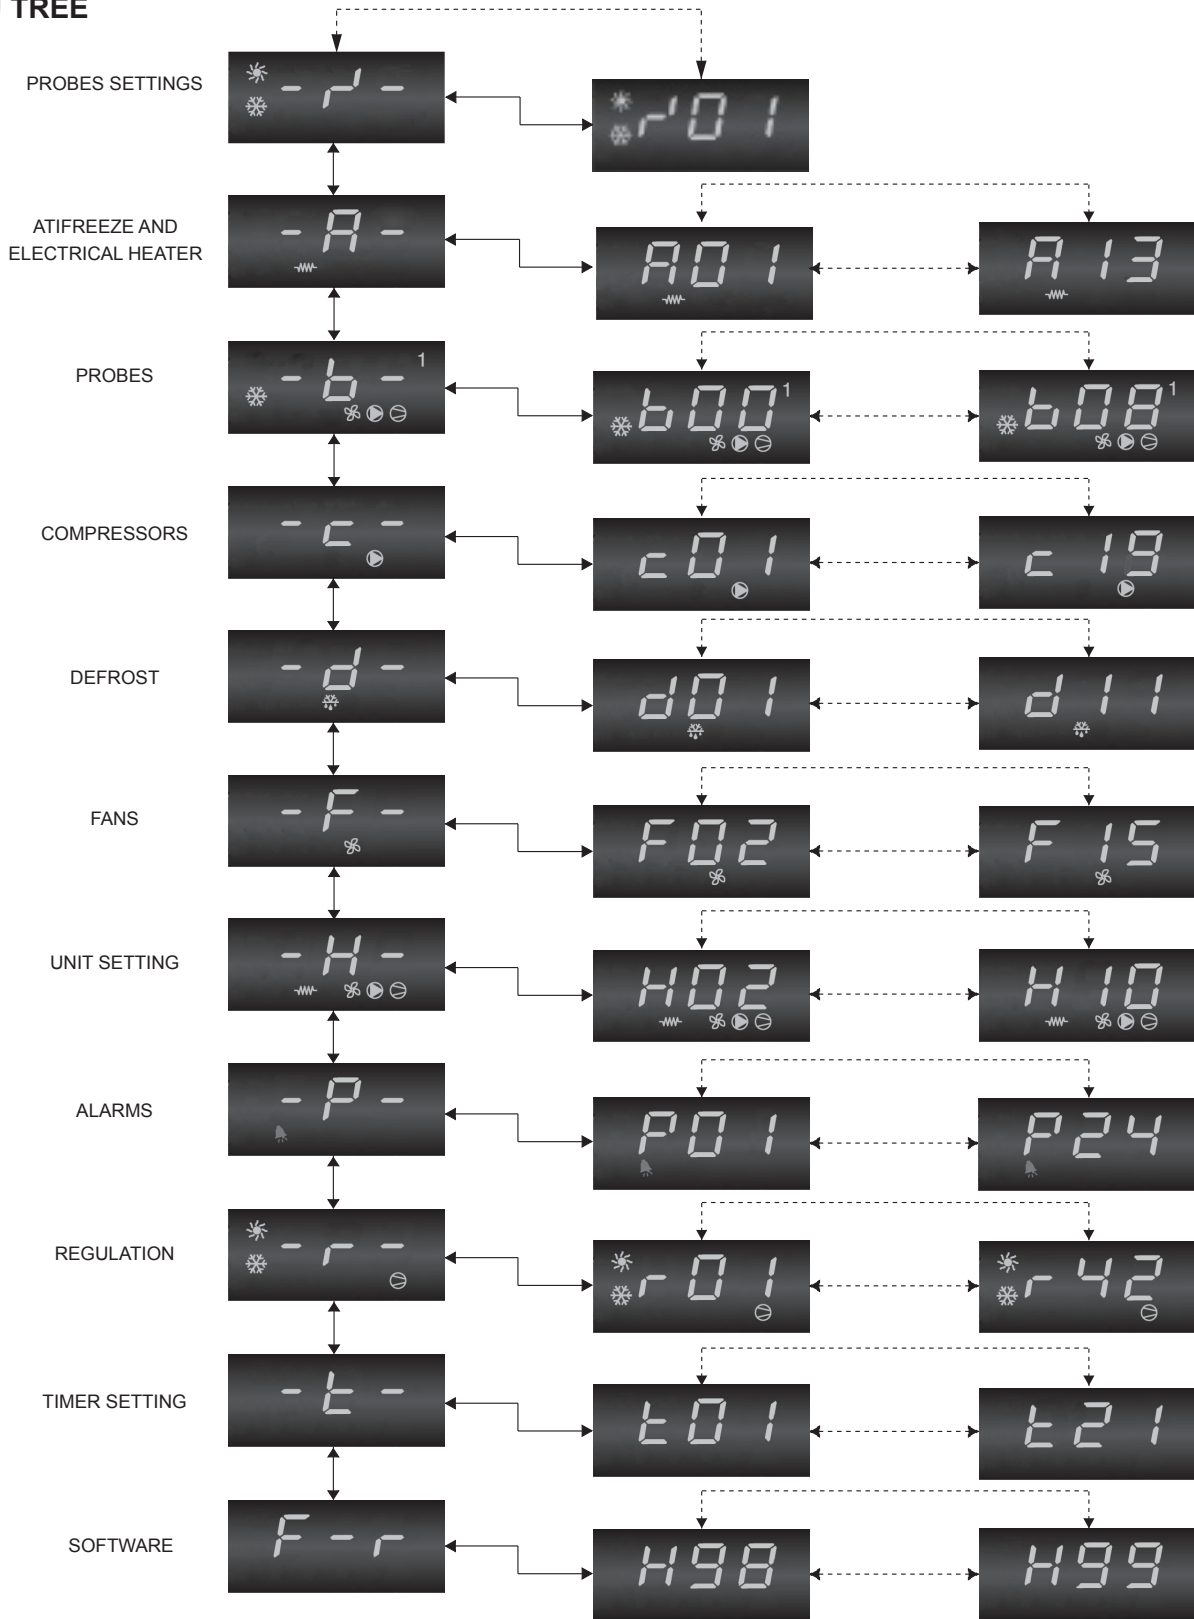 TREE
PROBES SETTINGS
-r'-
r'01
ATIFREEZE AND
ELECTRICAL HEATER
-A-
A01
A13
PROBES
-b- 1
b00 1
b08 1
COMPRESSORS
-c-
c01
c19
DEFROST
-d-
d01
d11
FANS
-F-
F02
F15
UNIT SETTING
-H-
H02
H10
ALARMS
-P-
P01
P24
REGULATION
-r-
r01
r42
TIMER SETTING
-t-
t01
t21
SOFTWARE
F-r
H98
H99